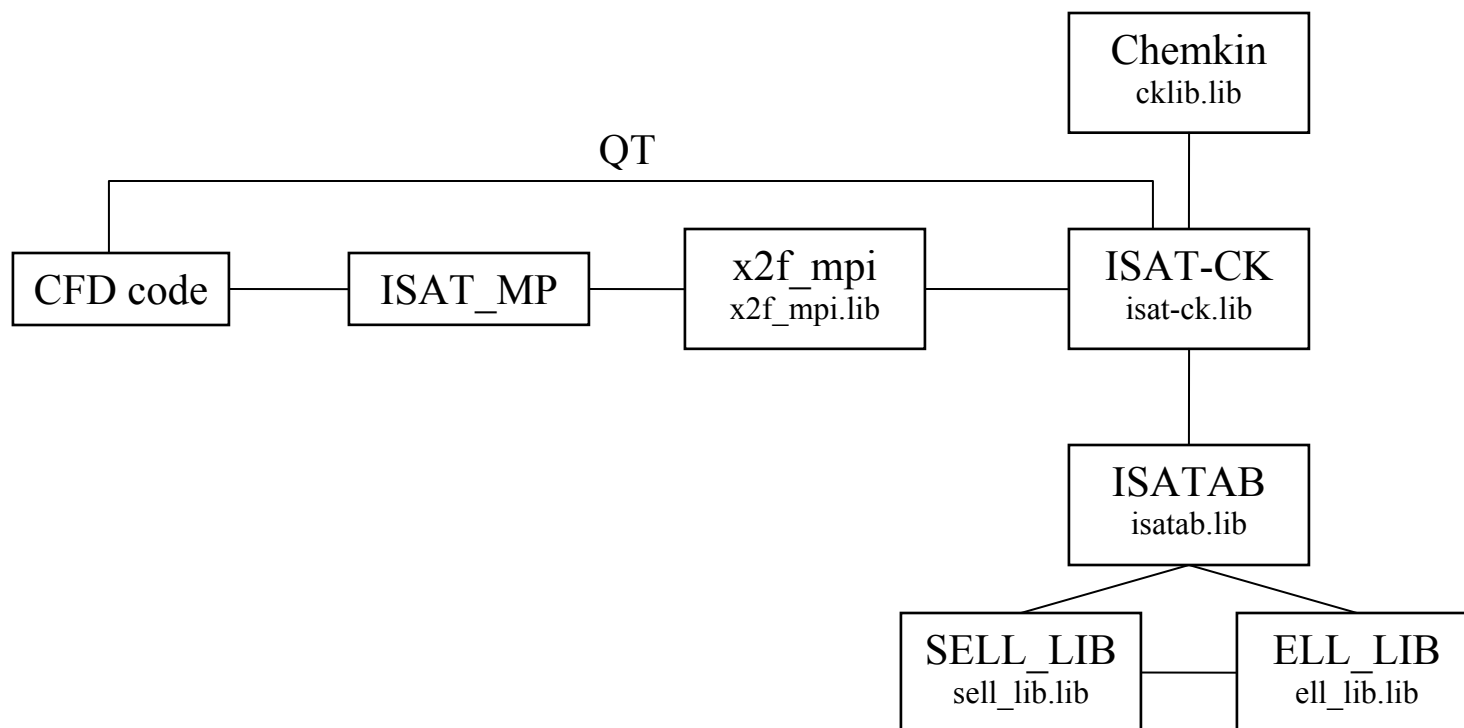 Chemkin
cklib.lib
QT
CFD code
ISAT_MP
x2f_mpi
x2f_mpi.lib
ISAT-CK
isat-ck.lib
ISATAB
isatab.lib
SELL_LIB
sell_lib.lib
ELL_LIB
ell_lib.lib